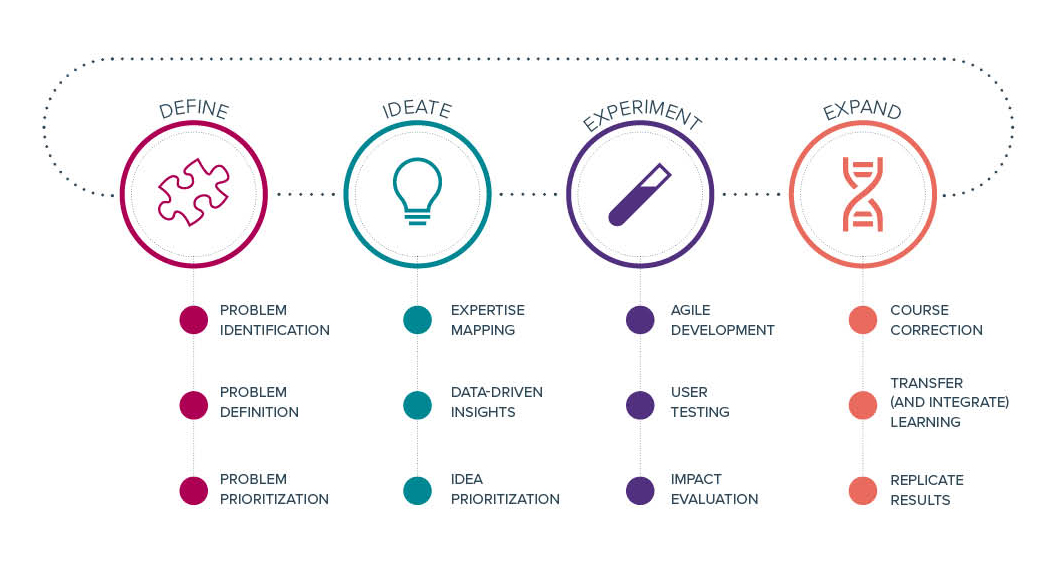 DEFINE
IDEATE
EXPERIMENT
EXPAND
PROBLEM
IDENTIFICATION
PROBLEM
DEFINITION
PROBLEM
PRIORITIZATION
EXPERTISE
MAPPING
DATA-DRIVEN
INSIGHTS
IDEA
PRIORITIZATION
AGILE
DEVELOPMENT
USER
TESTING
IMPACT
EVALUATION
COURSE
CORRECTION
TRANSFER
(AND INTEGRATE)
LEARNING
REPLICATE
RESULTS